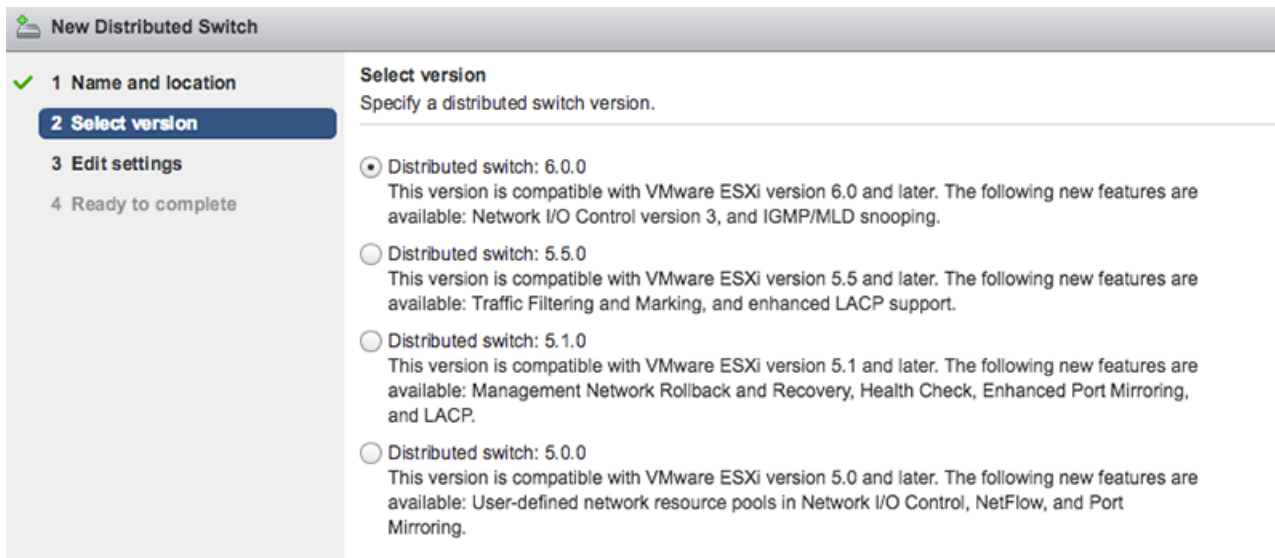 New Distributed Switch
1 Name and location
2 Select version
3 Edit settings
4 Ready to complete
Select version
Specify a distributed switch version.
Distributed switch: 6.0.0
This version is compatible with VMware ESXi version 6.0 and later. The following new features are
available: Network I/O Control version 3, and IGMP/MLD snooping.
Distributed switch: 5.5.0
This version is compatible with VMware ESXi version 5.5 and later. The following new features are
available: Traffic Filtering and Marking, and enhanced LACP support.
Distributed switch: 5.1.0
This version is compatible with VMware ESXi version 5.1 and later. The following new features are
available: Management Network Rollback and Recovery, Health Check, Enhanced Port Mirroring,
and LACP.
Distributed switch: 5.0.0
This version is compatible with VMware ESXi version 5.0 and later. The following new features are
available: User-defined network resource pools in Network I/O Control, NetFlow, and Port
Mirroring.